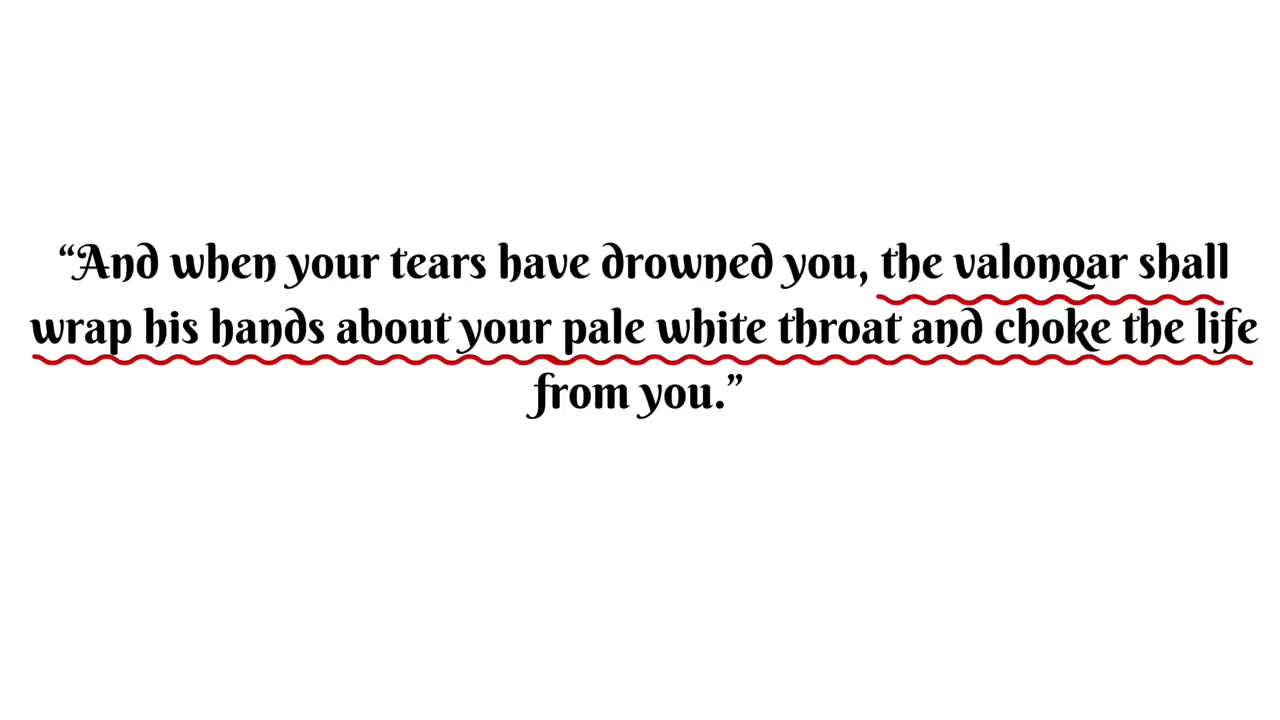 “And when your tears have drowned you, the valonqar shall
wrap his hands about your pale white throat and choke the life
from you.”